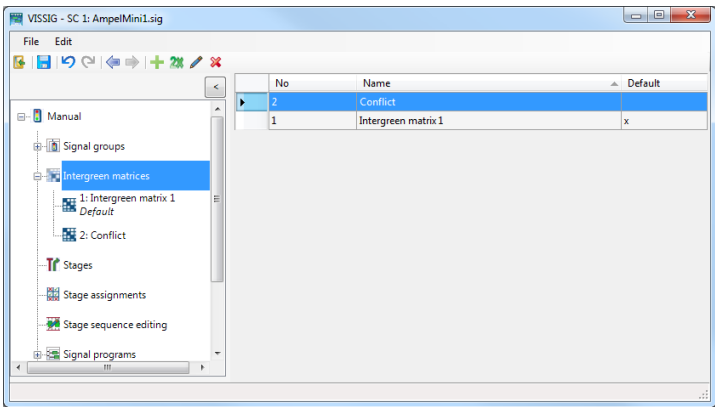 VISSIG - SC 1: AmpelMini1.sig
File Edit
<
No Name Default
2 Conflict
1 Intergreen matrix 1 x
Manual
Signal groups
Intergreen matrices
1: Intergreen matrix 1
Default
2: Conflict
Stages
Stage assignments
Stage sequence editing
Signal programs